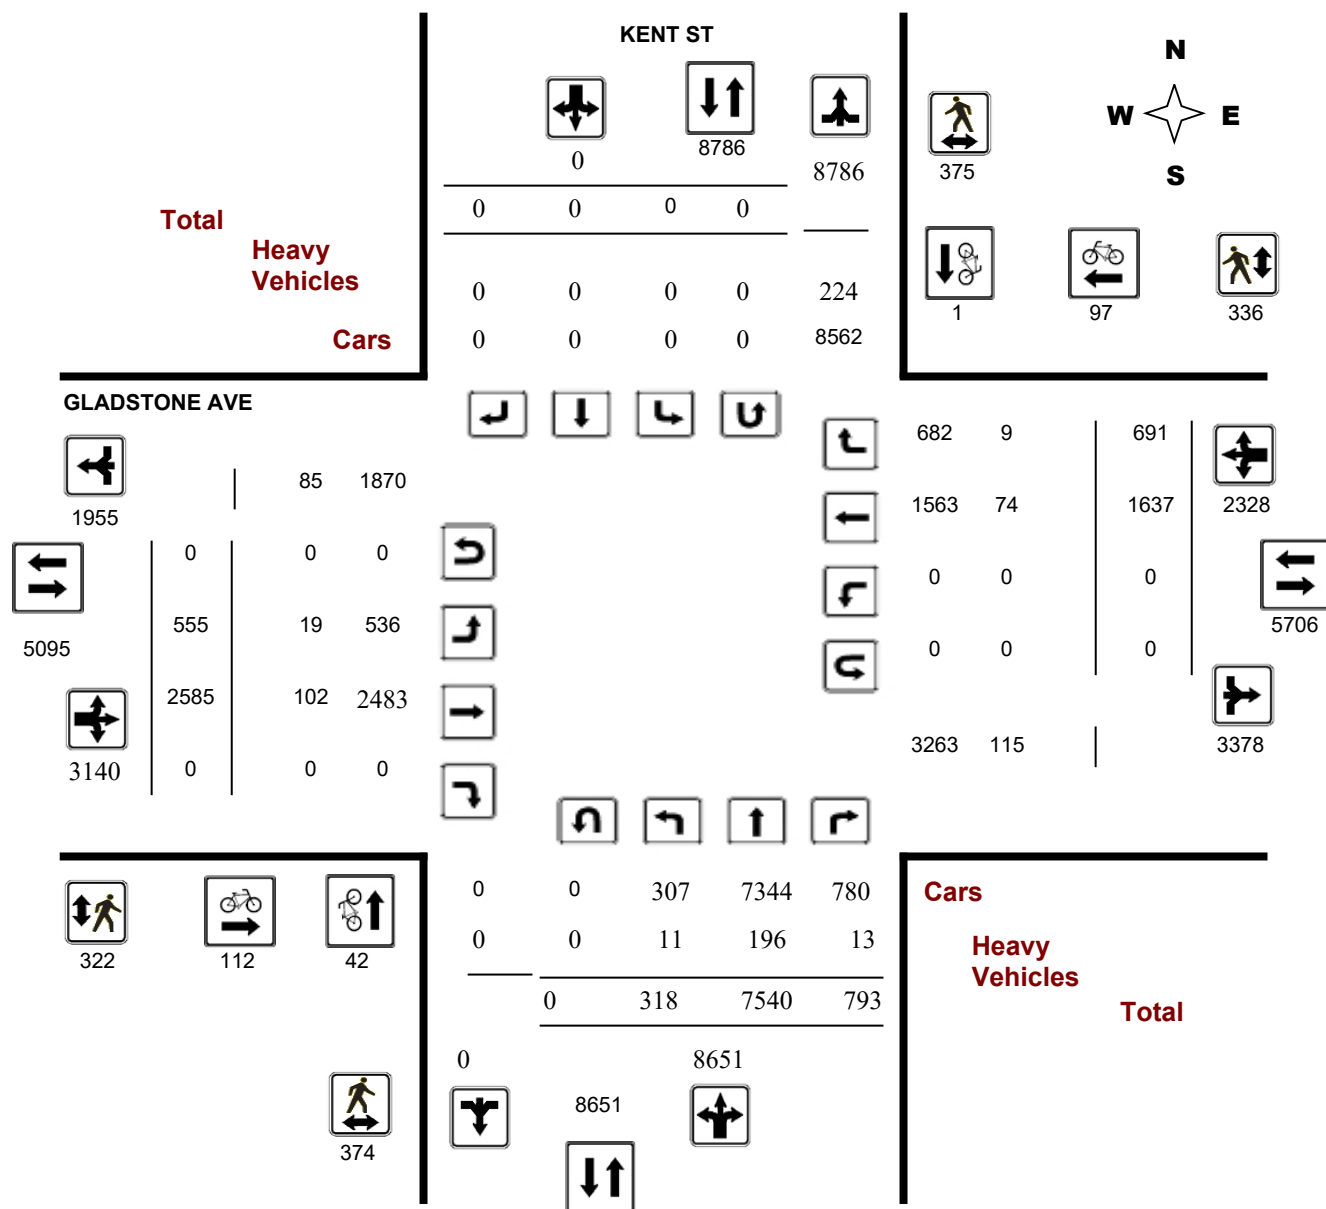 KENT ST
N
W E
S
0
8786
8786
375
Total
0 0 0 0
Heavy
Vehicles
0 0 0 0 224
1 97 336
Cars
0 0 0 0 8562
GLADSTONE AVE
682 9 691
85 1870
1955
1563 74 1637 2328
0 0 0
0 0 0
555 19 536
5095
5706
0 0 0
2585 102 2483
3263 115 3378
3140 0 0 0
0 0 307 7344 780
Cars
0 0 11 196 13
Heavy
Vehicles
322 112 42
0 318 7540 793
Total
0 8651
8651
374